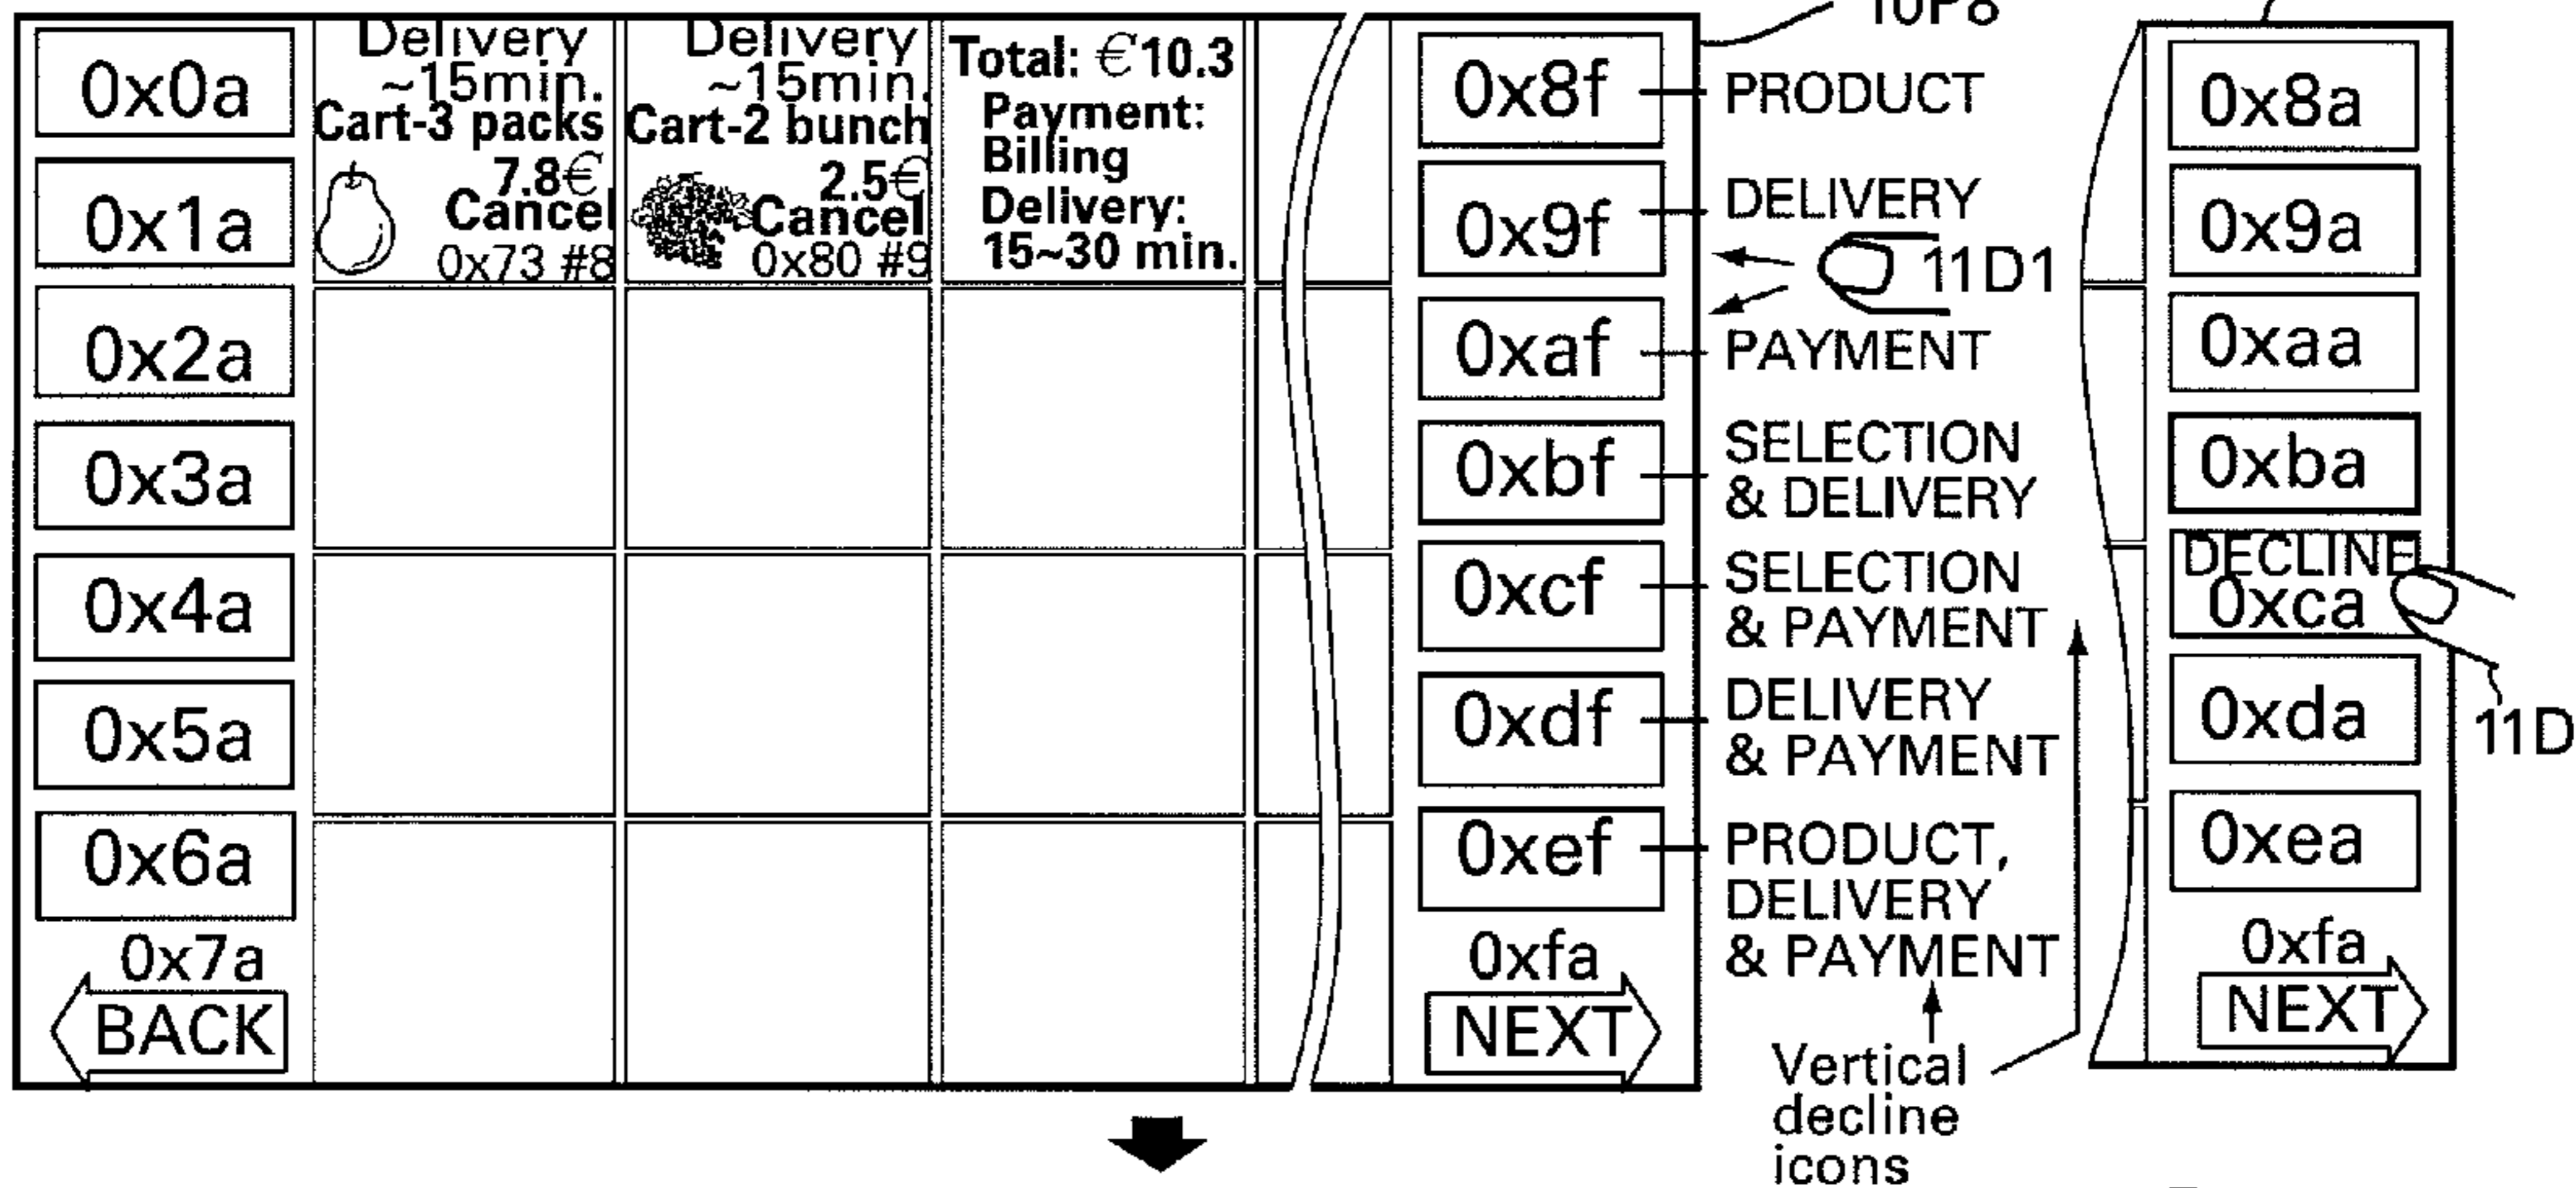 0x0a
0x1a
0x2a
0x3a
0x4a
0x5a
0x6a
0x7a
BACK
Delivery
~15min.
Cart-3 packs
7.8€
Cancel
0x73 #8
Delivery
~15min.
Cart-2 bunch
2.5€
Cancel
0x80 #9
Total: €10.3
Payment:
Billing
Delivery:
15~30 min.
10P8
0x8f
0x9f
0xaf
0xbf
0xcf
0xdf
0xef
0xfa
NEXT
PRODUCT
DELIVERY
11D1
PAYMENT
SELECTION
& DELIVERY
SELECTION
& PAYMENT
DELIVERY
& PAYMENT
PRODUCT,
DELIVERY
& PAYMENT
Vertical
decline
icons
0x8a
0x9a
0xaa
0xba
DECLINE
0xca
0xda
0xea
0xfa
NEXT
11D